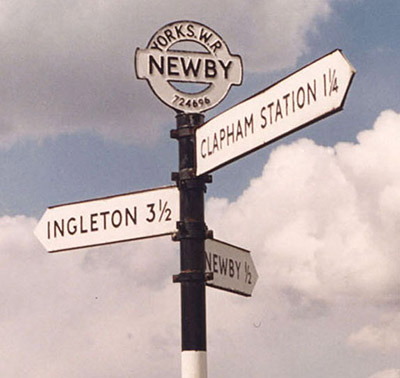 YORKS. W.R.
NEWBY
724696
CLAPHAM STATION 1¼
INGLETON 3½
NEWBY ½